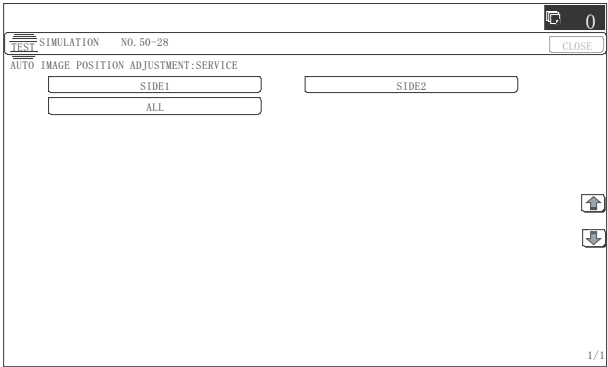 0
TEST SIMULATION NO.50-28
CLOSE
AUTO IMAGE POSITION ADJUSTMENT:SERVICE
SIDE1 SIDE2
ALL
1/1